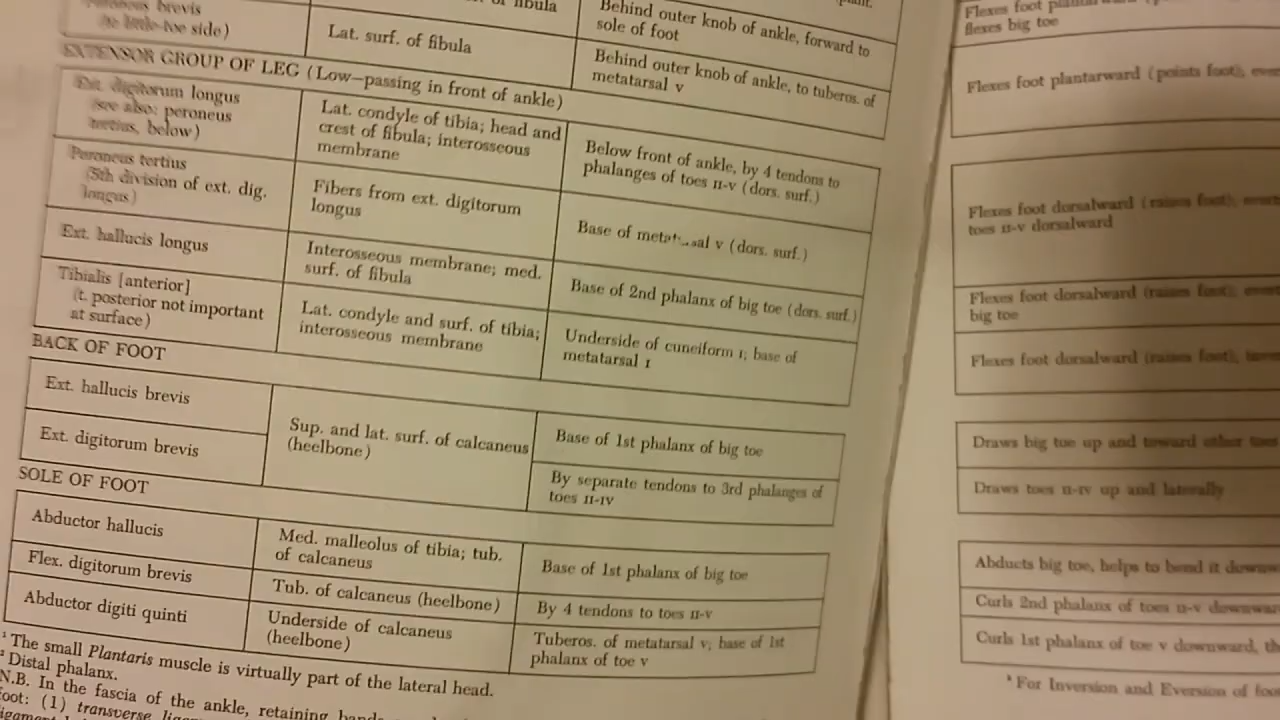 brevis
side)
Lat. surf. of fibula
of fibula
Behind outer knob of ankle, forward to
sole of foot
Behind outer knob of ankle, to tuberos. of
metatarsal v
EXTENSOR GROUP OF LEG (Low—passing in front of ankle)
Ext. digitorum longus
(see also: peroneus
tertius, below)
Lat. condyle of tibia; head and
crest of fibula; interosseous
membrane
Below front of ankle, by 4 tendons to
phalanges of toes II-V (dors. surf.)
Peroneus tertius
(5th division of ext. dig.
longus)
Fibers from ext. digitorum
longus
Base of v (dors. surf.)
Ext. hallucis longus
Interosseous membrane; med.
surf. of fibula
Base of 2nd phalanx of big toe (dors. surf.)
Tibialis [anterior]
(t. posterior not important
at surface)
Lat. condyle and surf. of tibia;
interosseous membrane
Underside of cuneiform I; base of
metatarsal I
BACK OF FOOT
Ext. hallucis brevis
Ext. digitorum brevis
Sup. and lat. surf. of calcaneus
(heelbone)
Base of 1st phalanx of big toe
By separate tendons to 3rd phalanges of
toes II-IV
SOLE OF FOOT
Abductor hallucis
Med. malleolus of tibia; tub.
of calcaneus
Base of 1st phalanx of big toe
Flex. digitorum brevis
Tub. of calcaneus (heelbone)
By 4 tendons to toes II-V
Abductor digiti quinti
Underside of calcaneus
(heelbone)
Tuberos. of metatarsal v; base of 1st
phalanx of toe v
¹ The small Plantaris muscle is virtually part of the lateral head.
² Distal phalanx.
N.B. In the fascia of the ankle, retaining
foot: (1) transverse
Flexes foot
flexes big toe
Flexes foot plantarward (points foot),
Flexes foot dorsalward (raises foot),
toes II-V dorsalward
Flexes foot dorsalward (raises foot),
big toe
Flexes foot dorsalward (raises foot),
Draws big toe up and toward other toes
Draws toes II-IV up and laterally
Abducts big toe, helps to bend it
Curls 2nd phalanx of toes II-V
Curls 1st phalanx of toe v downward,
For Inversion and Eversion of